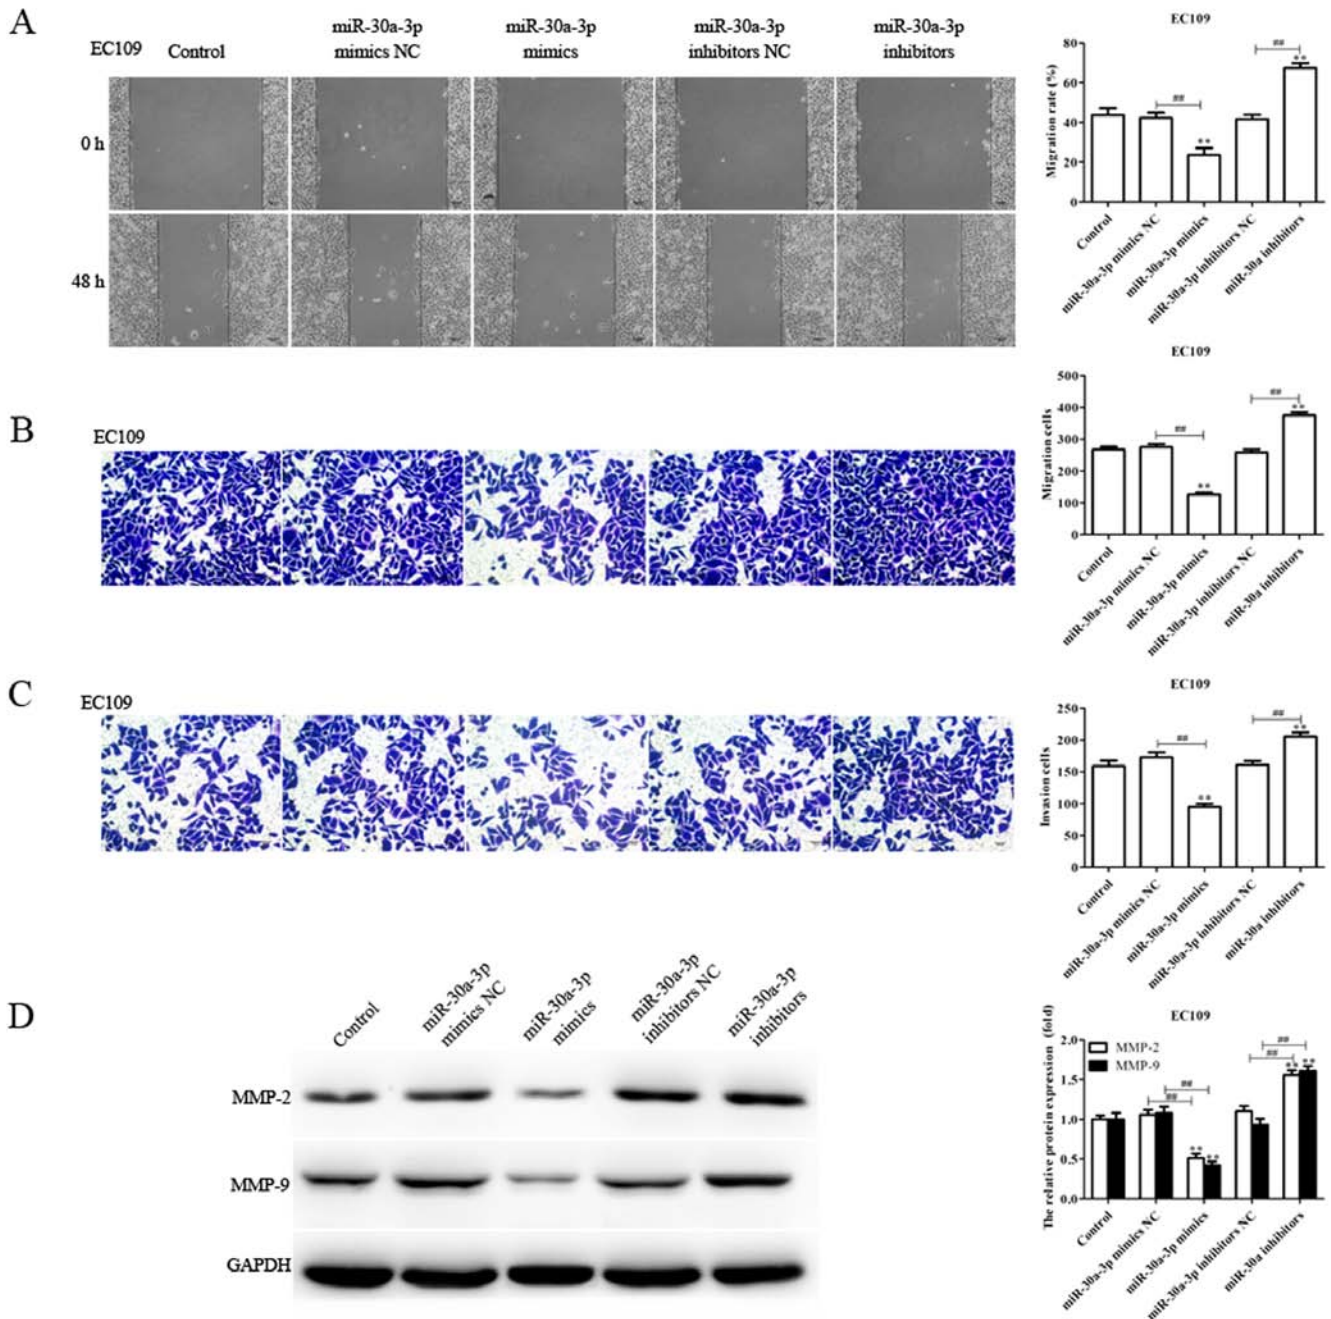 A
EC109
Control
miR-30a-3p
mimics NC
miR-30a-3p
mimics
miR-30a-3p
inhibitors NC
miR-30a-3p
inhibitors
0 h
48 h
EC109
Migration rate (%)
80
60
40
20
0
##
**
##
**
Control
miR-30a-3p mimics NC
miR-30a-3p mimics
miR-30a-3p inhibitors NC
miR-30a inhibitors
B
EC109
EC109
Migration cells
500
400
300
200
100
0
##
**
##
**
Control
miR-30a-3p mimics NC
miR-30a-3p mimics
miR-30a-3p inhibitors NC
miR-30a inhibitors
C
EC109
EC109
Invasion cells
250
200
150
100
50
0
##
**
##
**
Control
miR-30a-3p mimics NC
miR-30a-3p mimics
miR-30a-3p inhibitors NC
miR-30a inhibitors
D
Control
miR-30a-3p
mimics NC
miR-30a-3p
mimics
miR-30a-3p
inhibitors NC
miR-30a-3p
inhibitors
MMP-2
MMP-9
GAPDH
EC109
The relative protein expression (fold)
2.0
1.5
1.0
0.5
0.0
MMP-2
MMP-9
##
##
** **
##
##
** **
Control
miR-30a-3p mimics NC
miR-30a-3p mimics
miR-30a-3p inhibitors NC
miR-30a inhibitors